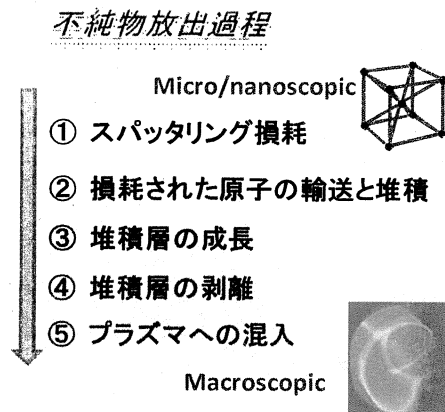 不純物放出過程
Micro/nanoscopic
① スパッタリング損耗
② 損耗された原子の輸送と堆積
③ 堆積層の成長
④ 堆積層の剥離
⑤ プラズマへの混入
Macroscopic